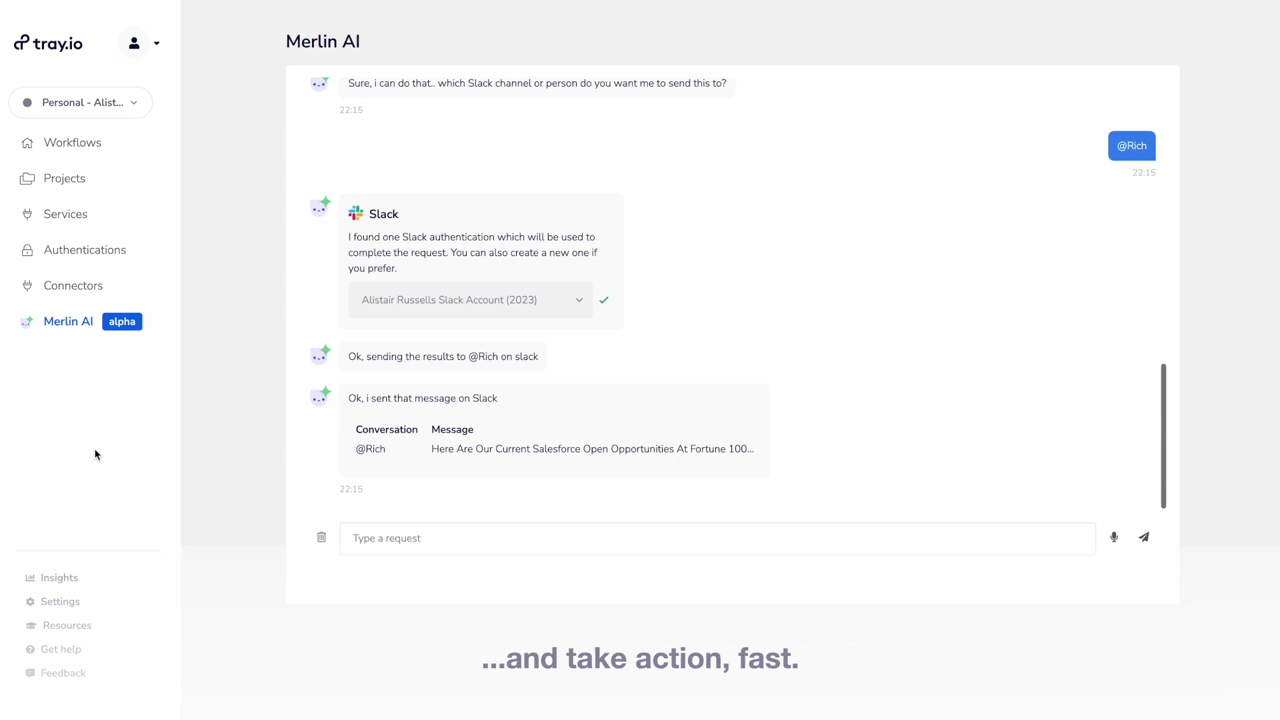 tray.io
Personal - Alist...
Workflows
Projects
Services
Authentications
Connectors
Merlin AI alpha
Insights
Settings
Resources
Get help
Feedback
Merlin AI
Sure, i can do that.. which Slack channel or person do you want me to send this to?
22:15
@Rich
22:15
Slack
I found one Slack authentication which will be used to
complete the request. You can also create a new one if
you prefer.
Alistair Russells Slack Account (2023)
Ok, sending the results to @Rich on slack
Ok, i sent that message on Slack
Conversation Message
@Rich Here Are Our Current Salesforce Open Opportunities At Fortune 100...
22:15
Type a request
...and take action, fast.